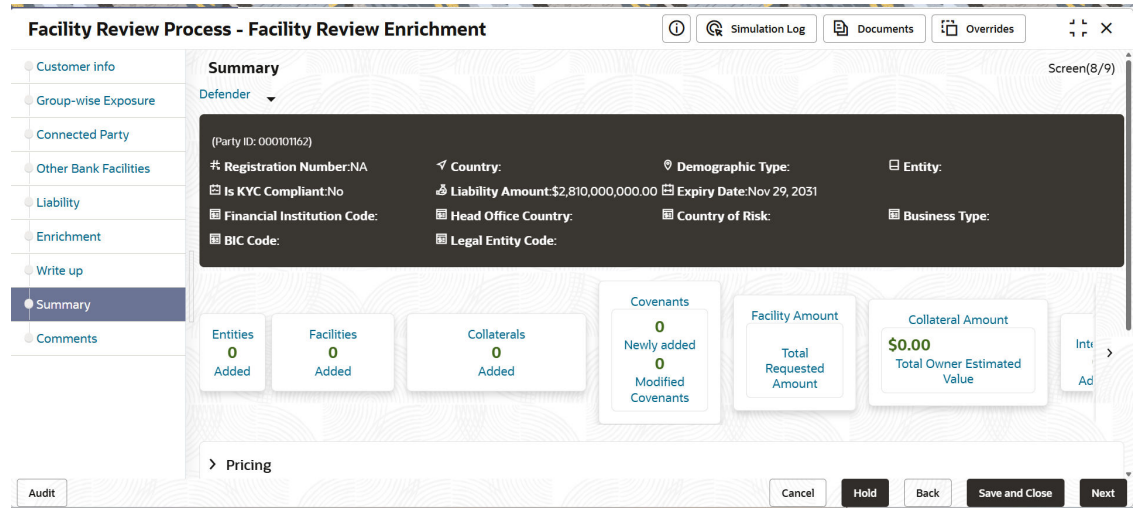 Facility Review Process - Facility Review Enrichment
Simulation Log
Documents
Overrides
Customer info
Group-wise Exposure
Connected Party
Other Bank Facilities
Liability
Enrichment
Write up
Summary
Comments
Summary
Screen(8/9)
Defender
(Party ID: 000101162)
Registration Number:NA
Country:
Demographic Type:
Entity:
Is KYC Compliant:No
Liability Amount:$2,810,000,000.00
Expiry Date:Nov 29, 2031
Financial Institution Code:
Head Office Country:
Country of Risk:
Business Type:
BIC Code:
Legal Entity Code:
Entities
0
Added
Facilities
0
Added
Collaterals
0
Added
Covenants
0
Newly added
0
Modified
Covenants
Facility Amount
Total
Requested
Amount
Collateral Amount
$0.00
Total Owner Estimated
Value
Inte
Ad
Pricing
Audit
Cancel
Hold
Back
Save and Close
Next